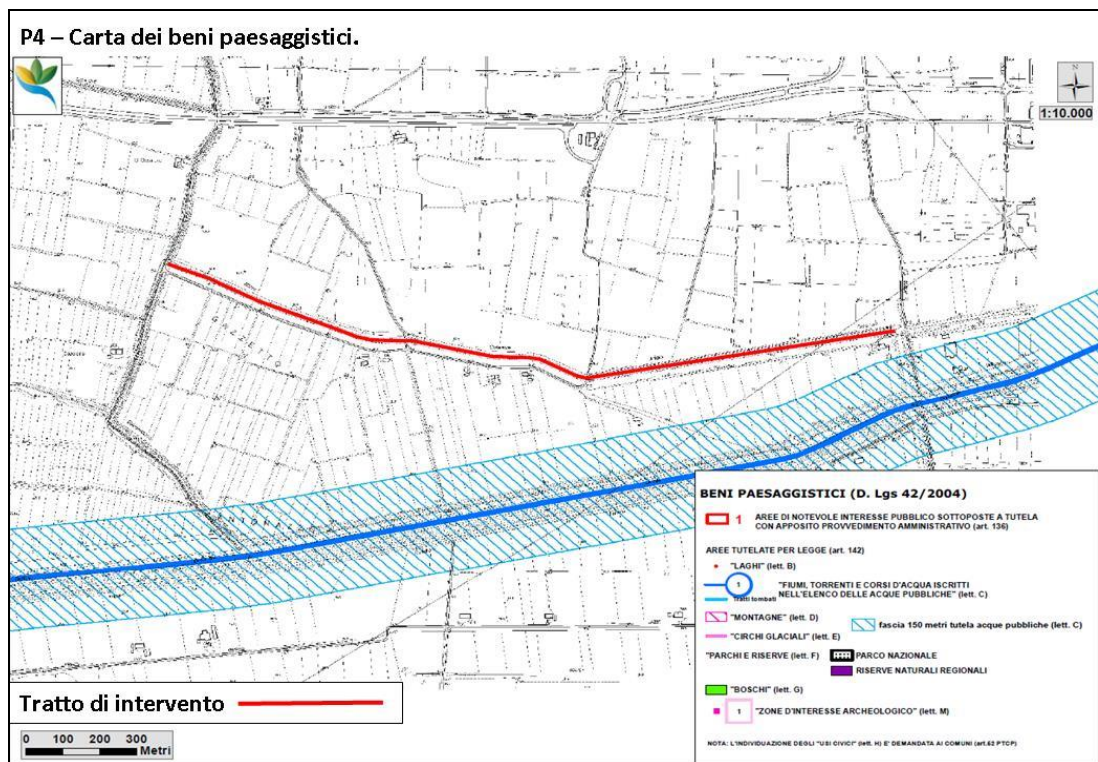 P4 – Carta dei beni paesaggistici.
N
1:10.000
BENI PAESAGGISTICI (D. Lgs 42/2004)
1 AREE DI NOTEVOLE INTERESSE PUBBLICO SOTTOPOSTE A TUTELA
CON APPOSITO PROVVEDIMENTO AMMINISTRATIVO (art. 136)
AREE TUTELATE PER LEGGE (art. 142)
"LAGHI" (lett. B)
1 "FIUMI, TORRENTI E CORSI D'ACQUA ISCRITTI
NELL'ELENCO DELLE ACQUE PUBBLICHE" (lett. C)
Tratti tombati
"MONTAGNE" (lett. D)
fascia 150 metri tutela acque pubbliche (lett. C)
"CIRCHI GLACIALI" (lett. E)
"PARCHI E RISERVE (lett. F)
PARCO NAZIONALE
RISERVE NATURALI REGIONALI
"BOSCHI" (lett. G)
1 "ZONE D'INTERESSE ARCHEOLOGICO" (lett. M)
NOTA: L'INDIVIDUAZIONE DEGLI "USI CIVICI" (lett. H) E' DEMANDATA AI COMUNI (art.52 PTCP)
Tratto di intervento
0 100 200 300
Metri